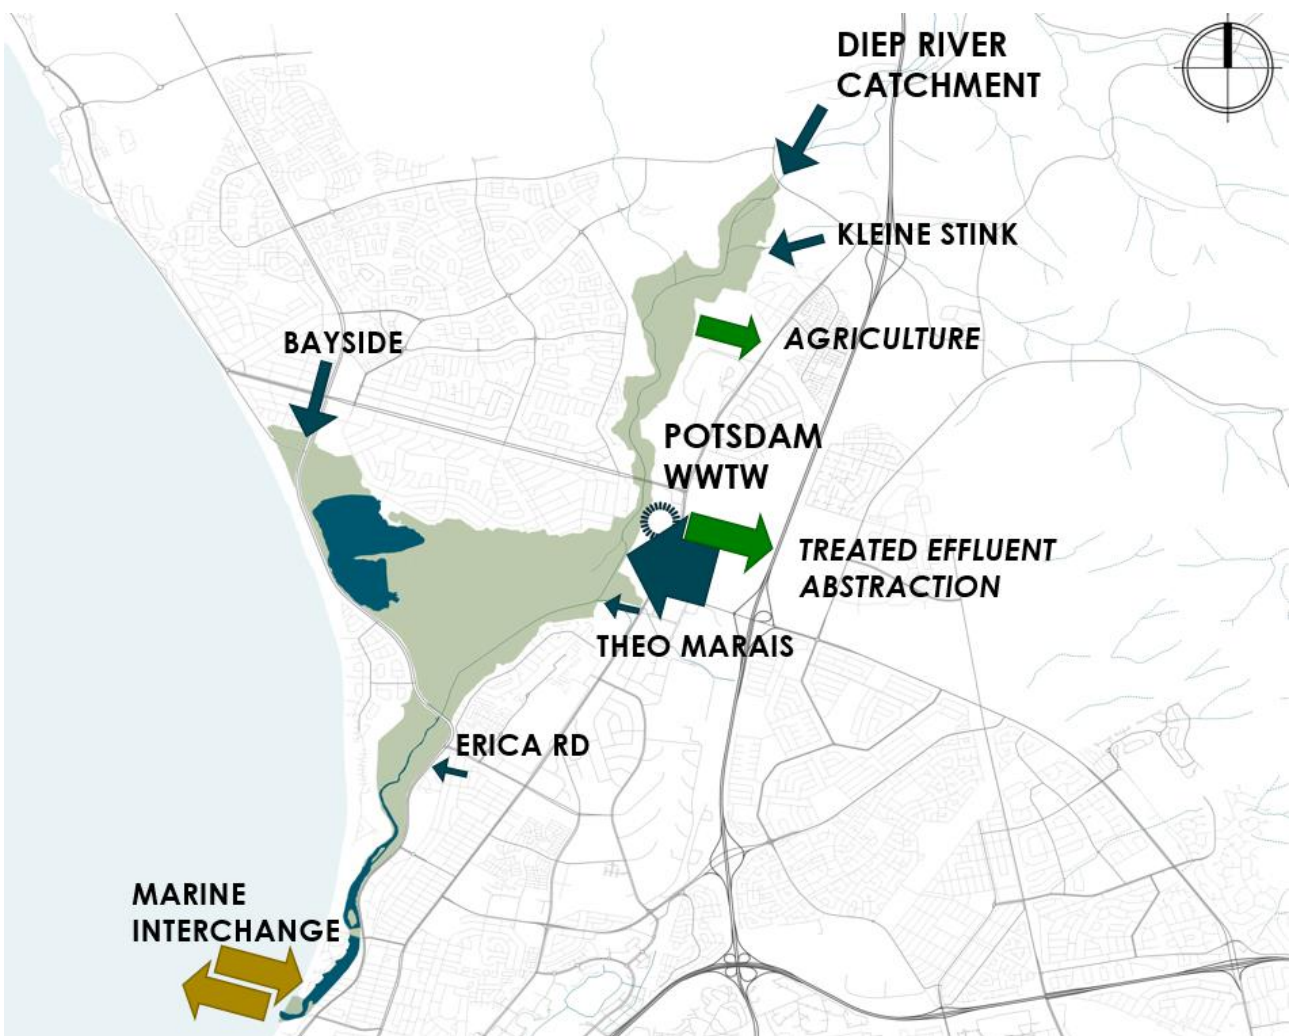 DIEP RIVER
CATCHMENT
KLEINE STINK
BAYSIDE
AGRICULTURE
POTSDAM
WWTW
TREATED EFFLUENT
ABSTRACTION
THEO MARAIS
ERICA RD
MARINE
INTERCHANGE